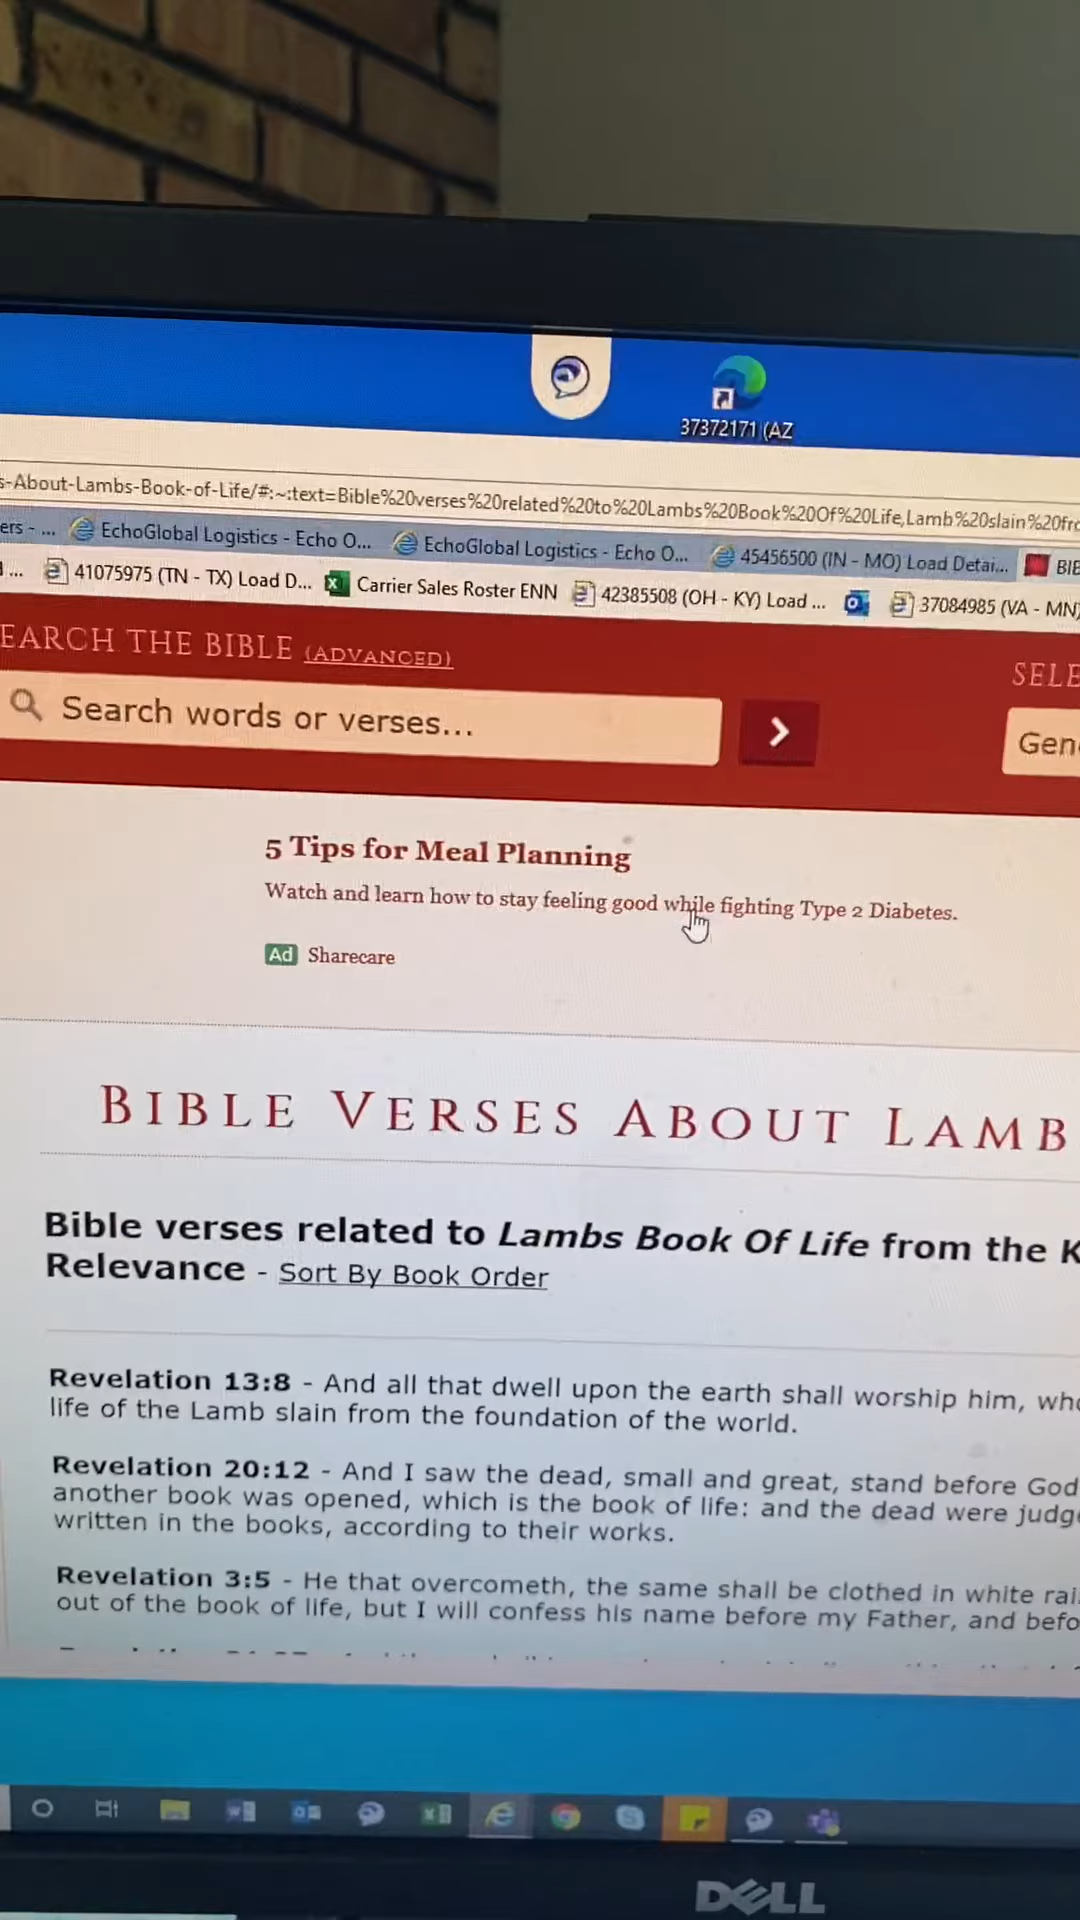 37372171 (AZ
s-About-Lambs-Book-of-Life/#:~:text=Bible%20verses%20related%20to%20Lambs%20Book%20Of%20Life,Lamb%20slain%20fro
ers - ... EchoGlobal Logistics - Echo O... EchoGlobal Logistics - Echo O... 45456500 (IN - MO) Load Detai... BIE
... 41075975 (TN - TX) Load D... Carrier Sales Roster ENN 42385508 (OH - KY) Load ... 37084985 (VA - MN)
EARCH THE BIBLE (ADVANCED)
SELE
Search words or verses...
Gen
5 Tips for Meal Planning
Watch and learn how to stay feeling good while fighting Type 2 Diabetes.
Ad Sharecare
BIBLE VERSES ABOUT LAMB
Bible verses related to Lambs Book Of Life from the K
Relevance - Sort By Book Order
Revelation 13:8 - And all that dwell upon the earth shall worship him, who
life of the Lamb slain from the foundation of the world.
Revelation 20:12 - And I saw the dead, small and great, stand before God
another book was opened, which is the book of life: and the dead were judge
written in the books, according to their works.
Revelation 3:5 - He that overcometh, the same shall be clothed in white rai
out of the book of life, but I will confess his name before my Father, and befo
DELL